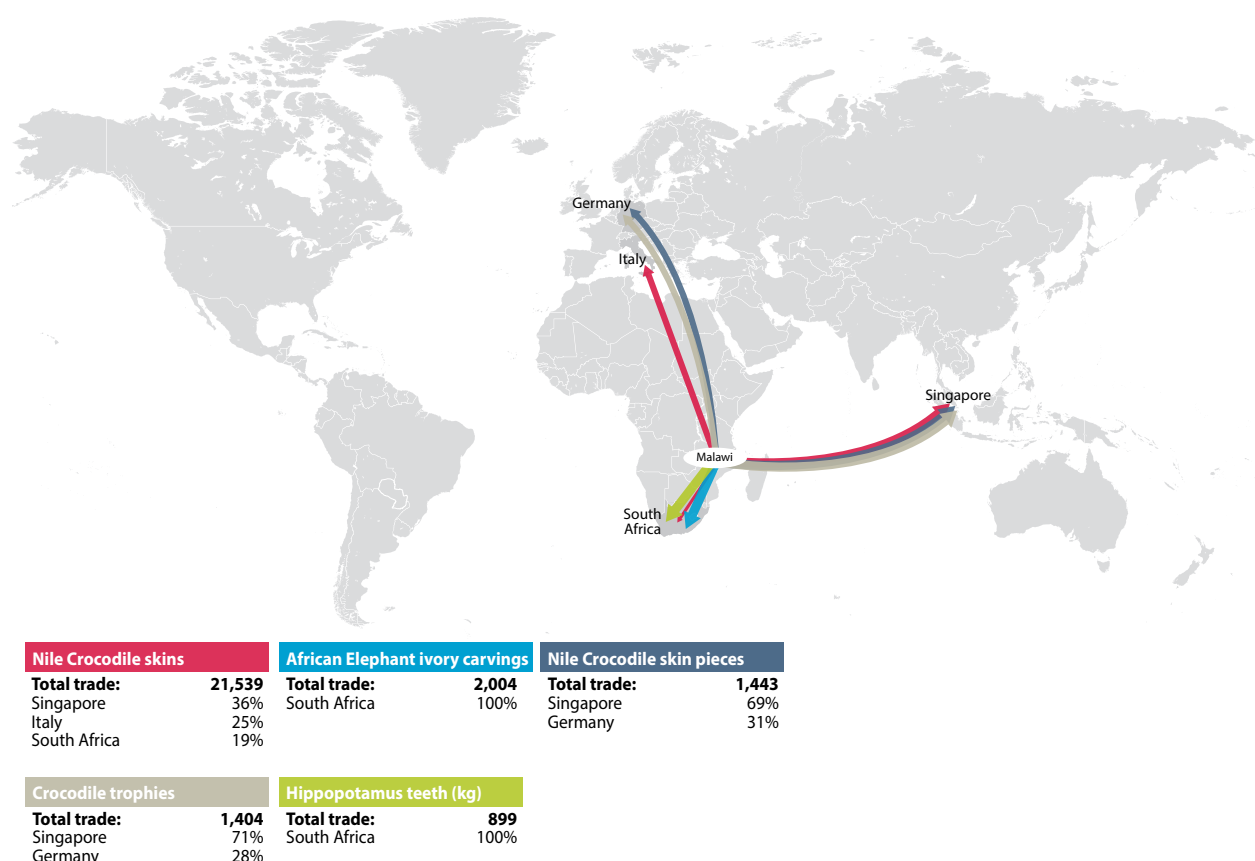 Germany
Italy
Singapore
Malawi
South
Africa
Nile Crocodile skins
Total trade: 21,539
Singapore 36%
Italy 25%
South Africa 19%
African Elephant ivory carvings
Total trade: 2,004
South Africa 100%
Nile Crocodile skin pieces
Total trade: 1,443
Singapore 69%
Germany 31%
Crocodile trophies
Total trade: 1,404
Singapore 71%
Germany 28%
Hippopotamus teeth (kg)
Total trade: 899
South Africa 100%